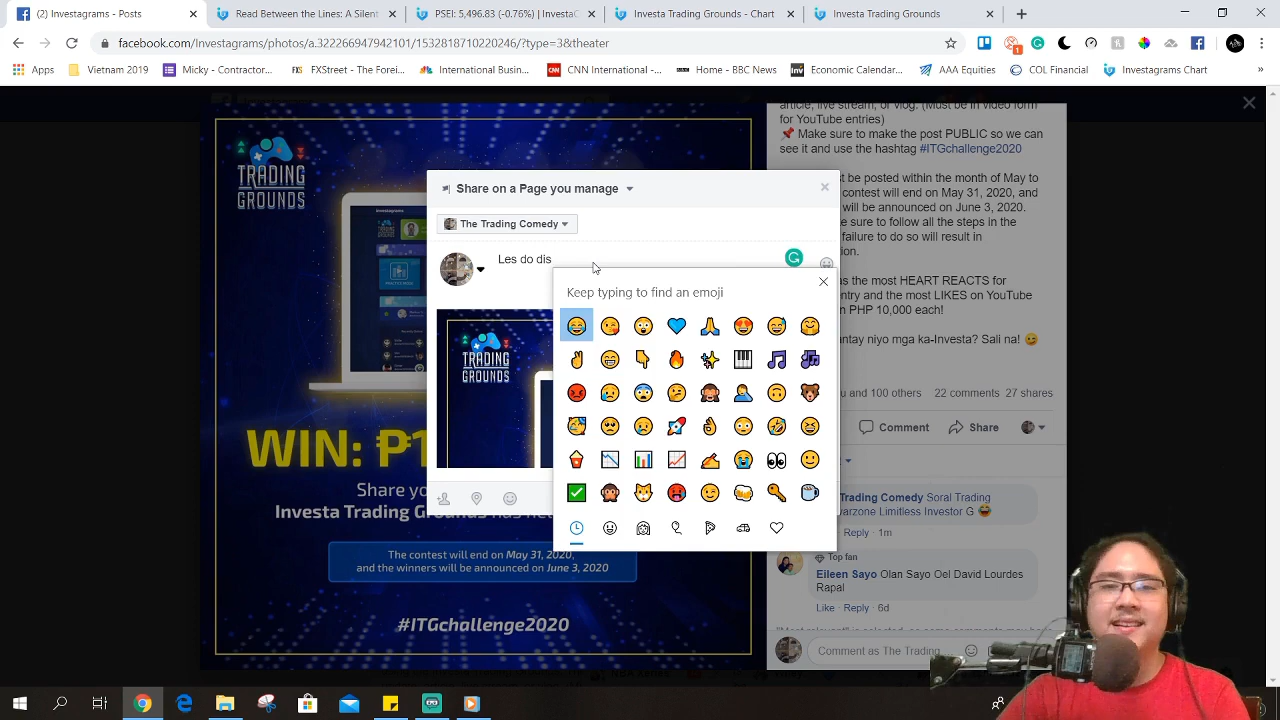 (2) Investagrams - Posts
Read Between the Lines: A Silent
PSEI: 5,496.83 (-0.76%) | InvestaG
Investa Trading Grounds - Chart
Investa Trading Grounds
facebook.com/Investagrams/photos/a.322356947942101/1532818710220246/?type=3&theater
Apps
Vietnam 2019
Micky - Contractor...
FXStreet - The Forei...
International Busin...
CNN International -...
Home - BBC News
Economic Calendar...
AAA Equities
COL Financial
Investagrams Chart
»
article, live stream, or vlog, (Must be in video form
for YouTube entries)
📌 Make sure to make the post PUBLIC so we can
see it and use the hashtag #ITGchallenge2020
st be posted within the month of May to
contest will end on May 31, 2020, and
will be announced on June 3, 2020.
e sure to follow all the steps in the
failure to do so will result in
ion.
the most HEART REACTS for
entry and the most LIKES on YouTube
n PHP 10,000 each!
may niyo mga ka-Investa? Sali na! 😉
u and 100 others 22 comments 27 shares
Comment Share
Trading Comedy Soral Trading
warzone Limitless Investor G 😆
Reply · 1m
Top fan
Eileen Sayo Olan Sayo Oel David Lourdes
Rapal
Like · Reply · 6d
Comment as The Trading...
Share on a Page you manage
The Trading Comedy
Les do dis
Keep typing to find an emoji
TRADING
GROUNDS
TRADING
GROUNDS
WIN: ₱1
Share yo
Investa Trading Grounds has he
The contest will end on May 31, 2020,
and the winners will be announced on June 3, 2020
#ITGchallenge2020